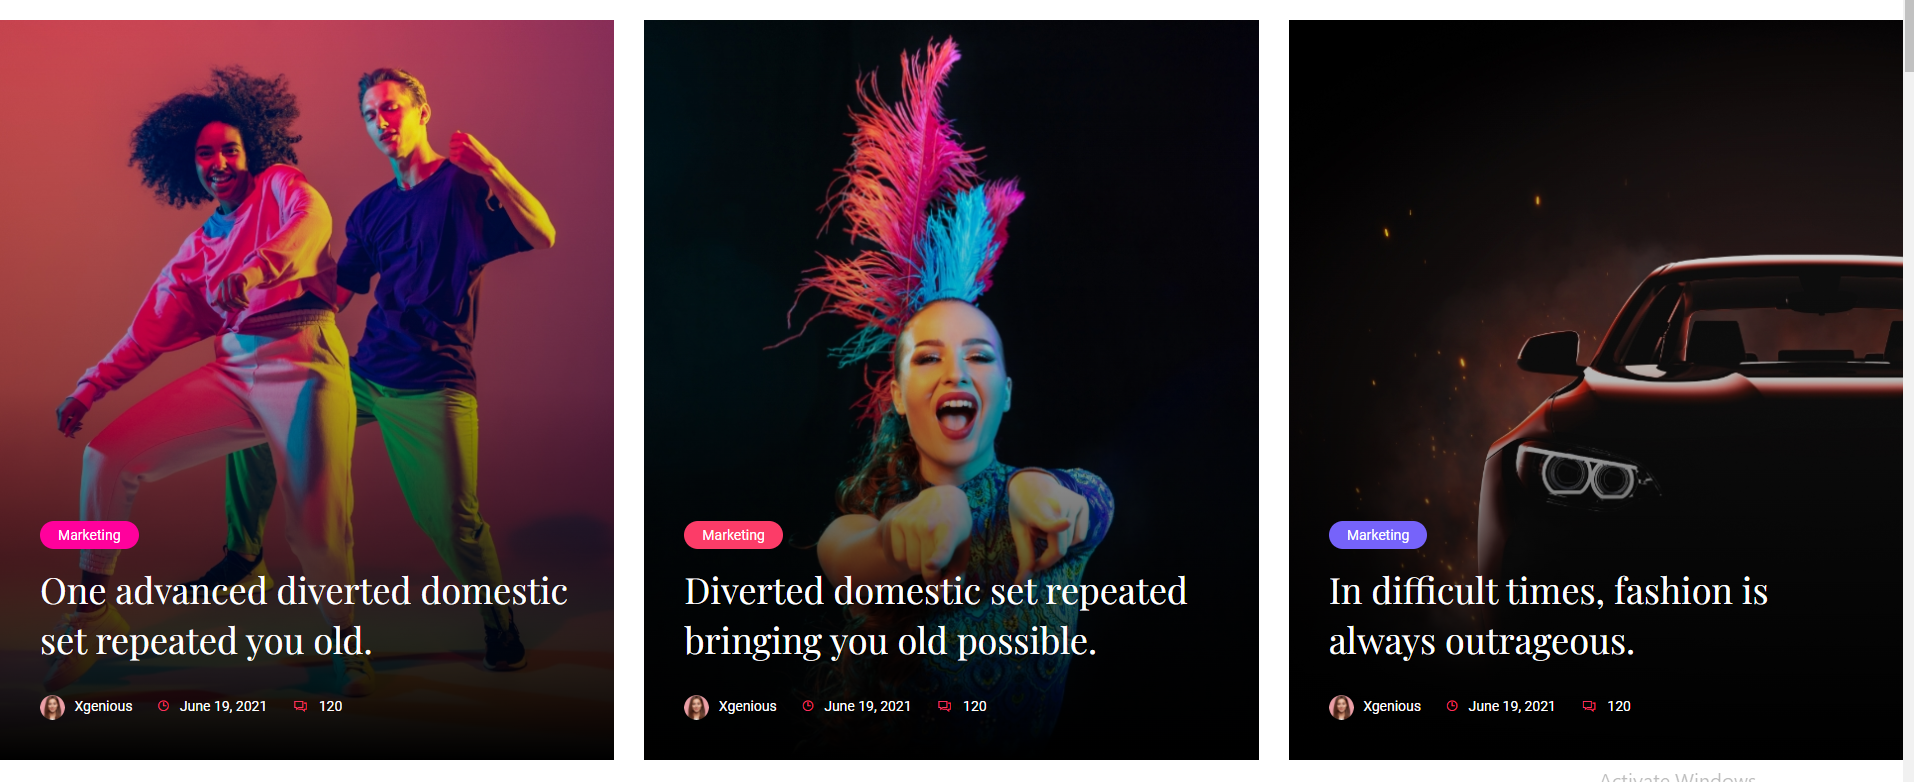 Marketing
One advanced diverted domestic
set repeated you old.
Xgenious June 19, 2021 120
Marketing
Diverted domestic set repeated
bringing you old possible.
Xgenious June 19, 2021 120
Marketing
In difficult times, fashion is
always outrageous.
Xgenious June 19, 2021 120
Activate Windows